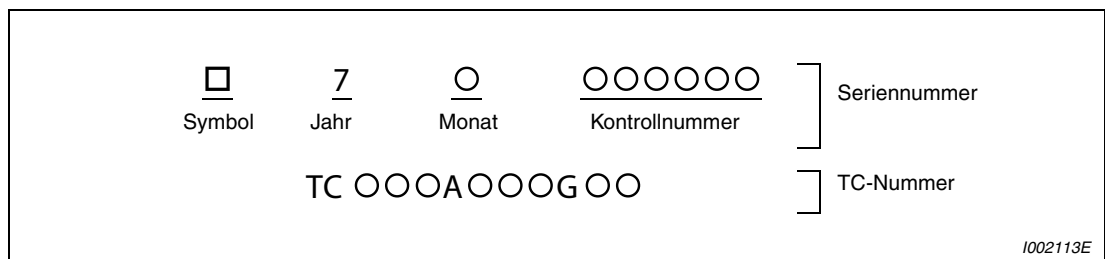 □ 7 ○ ○○○○○○ Seriennummer
Symbol Jahr Monat Kontrollnummer
TC ○○○A○○○G○○ TC-Nummer
I002113E